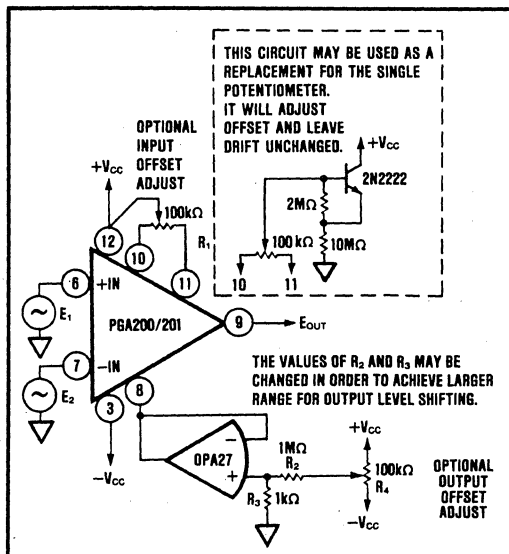 THIS CIRCUIT MAY BE USED AS A
REPLACEMENT FOR THE SINGLE
POTENTIOMETER.
IT WILL ADJUST
OFFSET AND LEAVE
DRIFT UNCHANGED.
+VCC
2N2222
2MΩ
10MΩ
100 kΩ
10
11
OPTIONAL
INPUT
OFFSET
ADJUST
+VCC
100kΩ
R1
12
10
11
6
+IN
E1
PGA200/201
9
EOUT
7
-IN
E2
8
3
-VCC
THE VALUES OF R2 AND R3 MAY BE
CHANGED IN ORDER TO ACHIEVE LARGER
RANGE FOR OUTPUT LEVEL SHIFTING.
-
OPA27
+
1MΩ
R2
R3
1kΩ
+VCC
100kΩ
R4
-VCC
OPTIONAL
OUTPUT
OFFSET
ADJUST